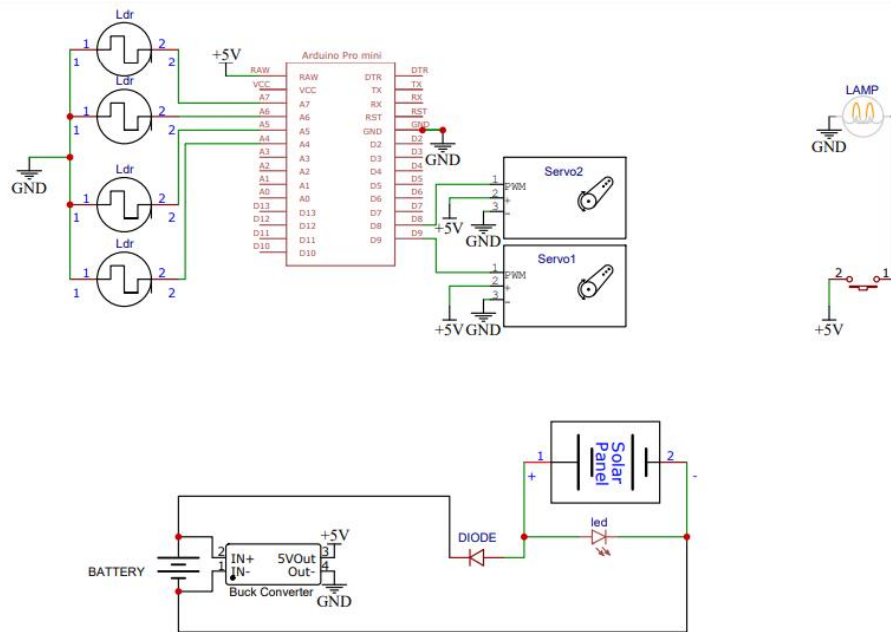 Ldr
1 2
1 2
Ldr
1 2
1 2
Ldr
1 2
1 2
Ldr
1 2
1 2
GND
+5V
Arduino Pro mini
RAW RAW DTR DTR
VCC VCC TX TX
A7 A7 RX RX
A6 A6 RST RST
A5 A5 GND GND
A4 A4 D2 D2
A3 A3 D3 D3
A2 A2 D4 D4
A1 A1 D5 D5
A0 A0 D6 D6
D13 D13 D7 D7
D12 D12 D8 D8
D11 D11 D9 D9
D10 D10
GND
Servo2
1 PWM
2 +
3 -
+5V
GND
Servo1
1 PWM
2 +
3 -
+5V
GND
LAMP
GND
2 1
+5V
Solar Panel
1 2
+ -
led
DIODE
BATTERY
2 IN+ 5VOut 3
1 IN- Out- 4
Buck Converter
+5V
GND